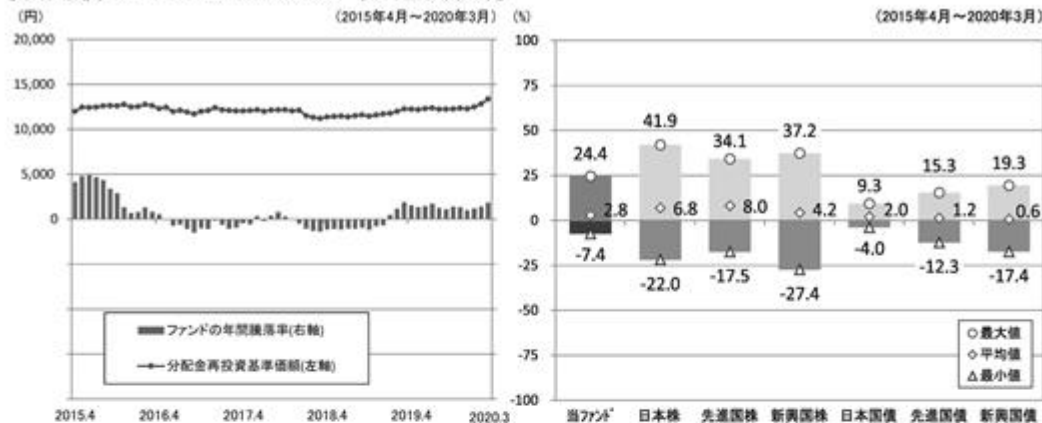 (円)
(2015年4月～2020年3月)
20,000
15,000
10,000
5,000
0
ファンドの年間騰落率(右軸)
分配金再投資基準価額(左軸)
2015.4 2016.4 2017.4 2018.4 2019.4 2020.3
(%)
(2015年4月～2020年3月)
100
75
50
25
0
-25
-50
-75
-100
24.4 41.9 34.1 37.2 9.3 15.3 19.3
2.8 6.8 8.0 4.2 2.0 1.2 0.6
-7.4 -22.0 -17.5 -27.4 -4.0 -12.3 -17.4
最大値
平均値
最小値
当ファンド 日本株 先進国株 新興国株 日本国債 先進国債 新興国債